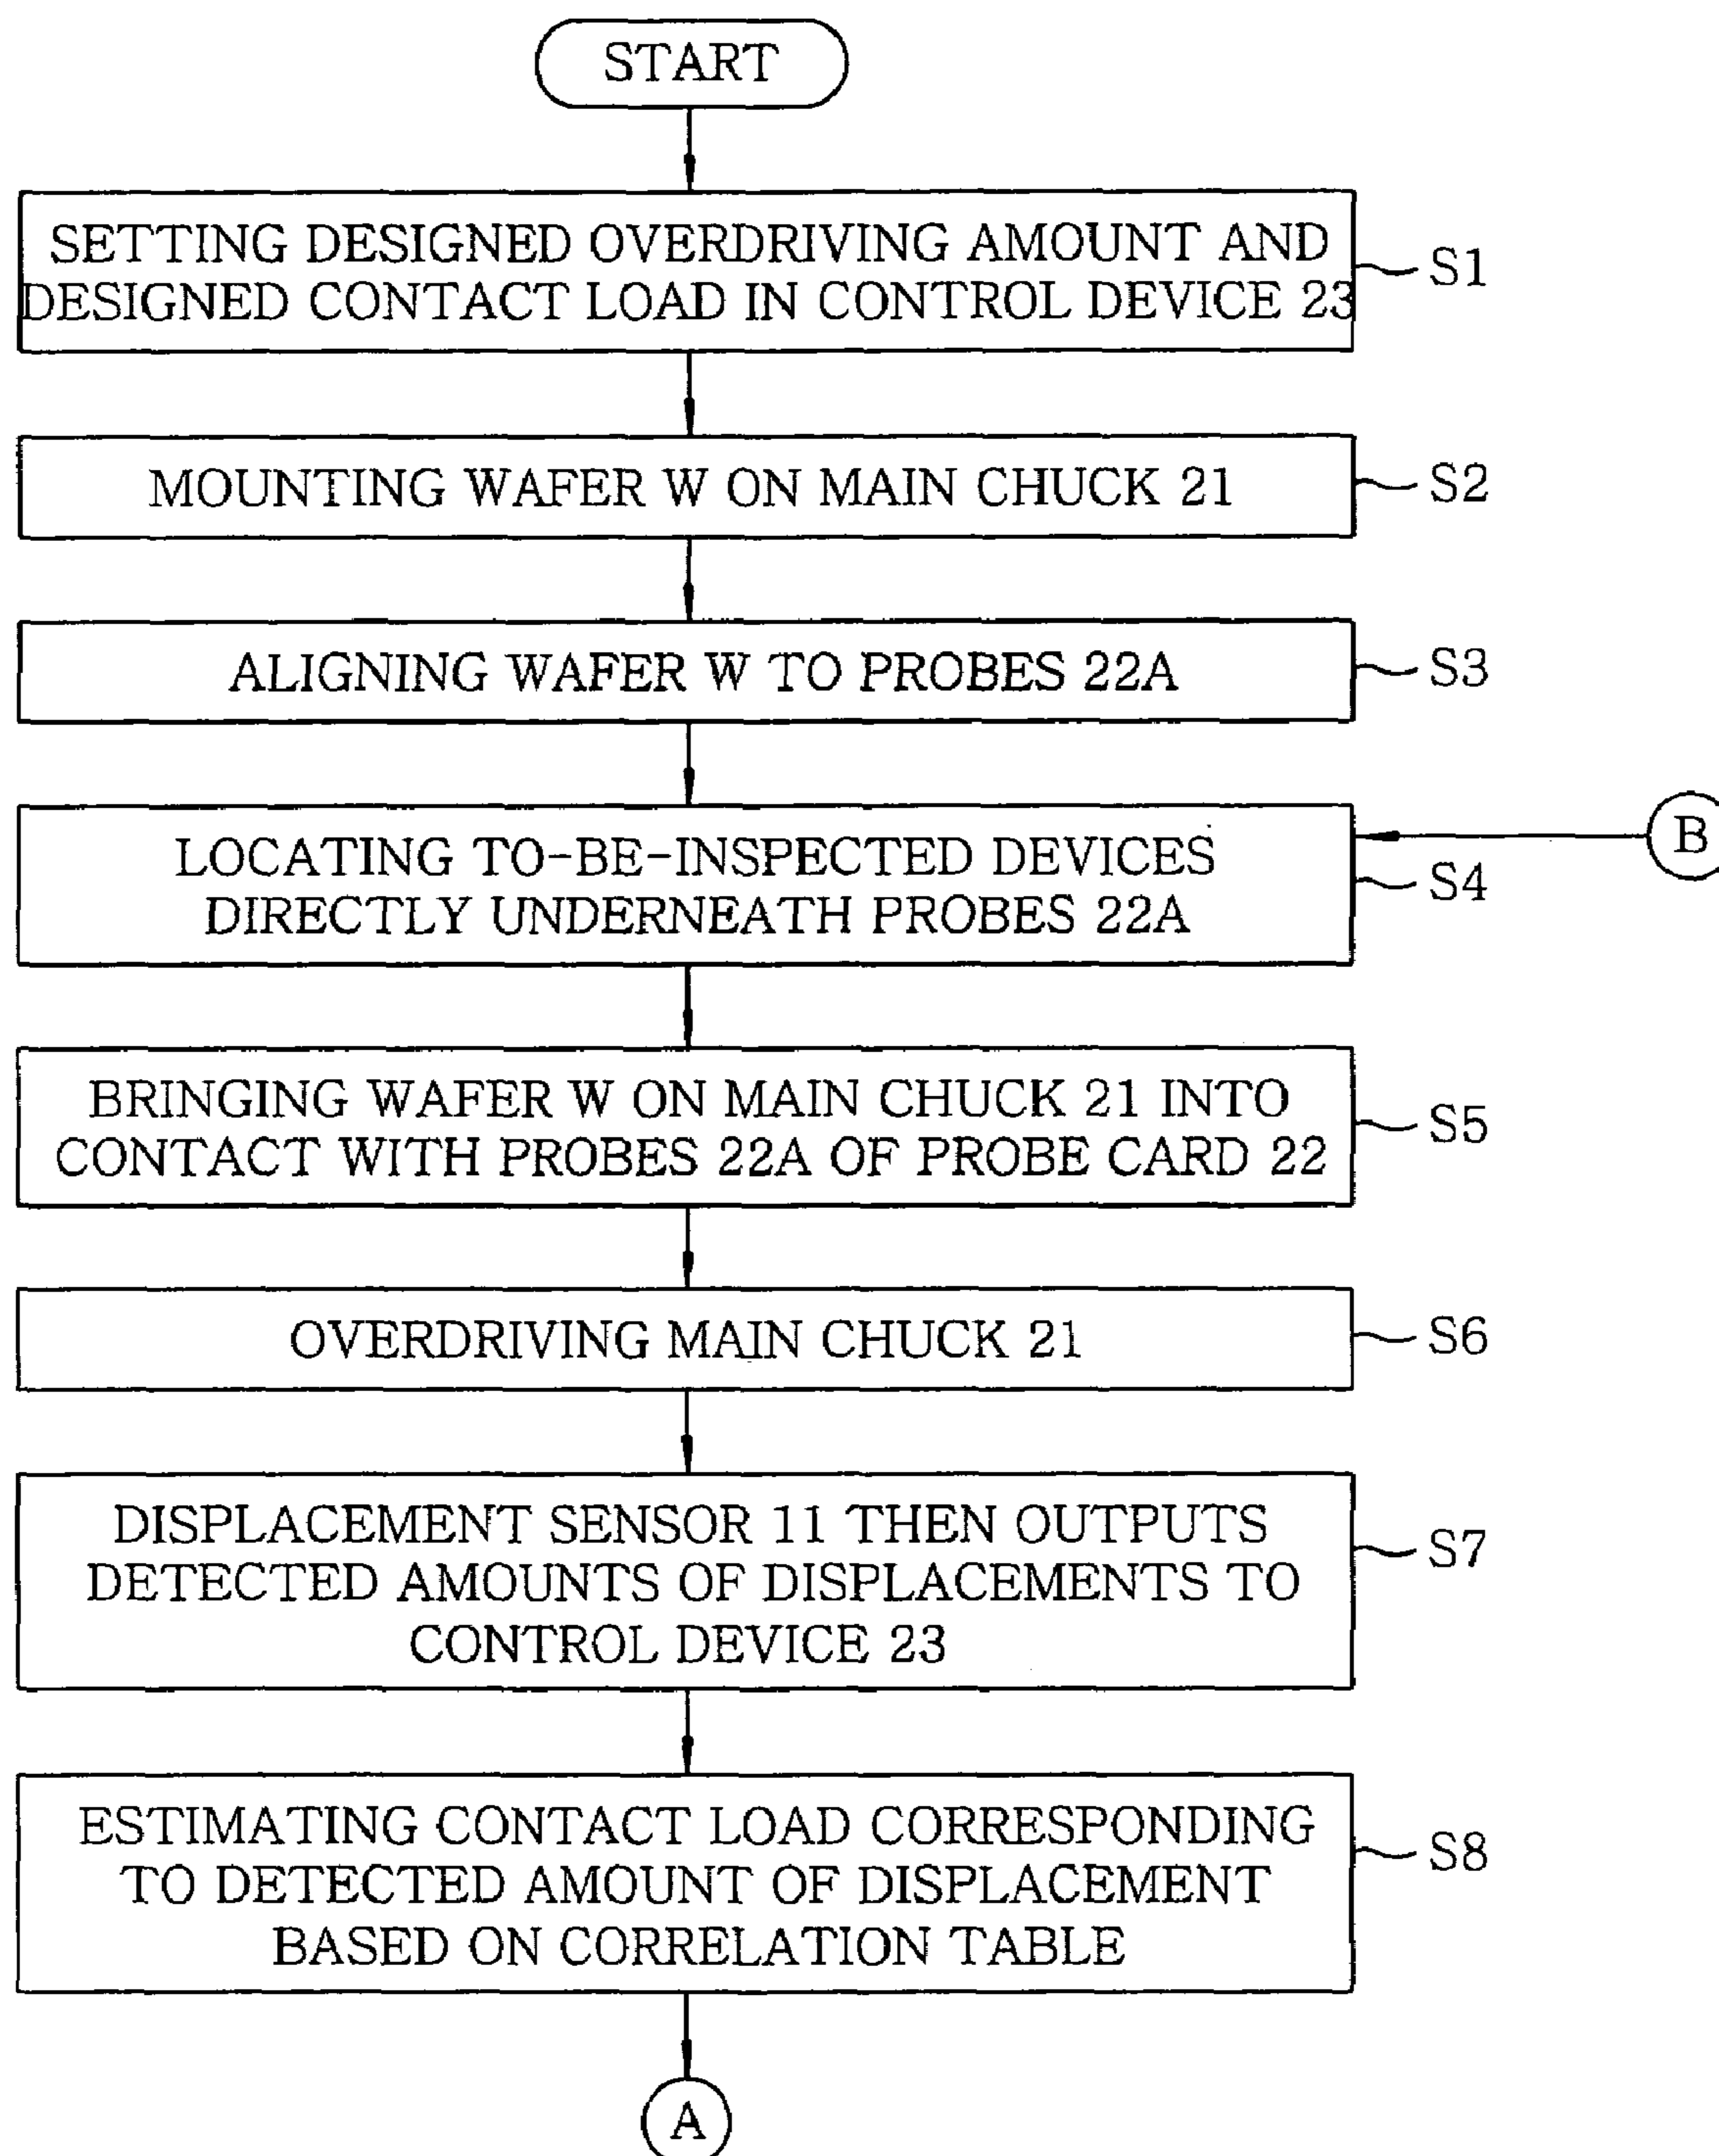 START
SETTING DESIGNED OVERDRIVING AMOUNT AND
DESIGNED CONTACT LOAD IN CONTROL DEVICE 23
S1
MOUNTING WAFER W ON MAIN CHUCK 21
S2
ALIGNING WAFER W TO PROBES 22A
S3
LOCATING TO-BE-INSPECTED DEVICES
DIRECTLY UNDERNEATH PROBES 22A
S4
B
BRINGING WAFER W ON MAIN CHUCK 21 INTO
CONTACT WITH PROBES 22A OF PROBE CARD 22
S5
OVERDRIVING MAIN CHUCK 21
S6
DISPLACEMENT SENSOR 11 THEN OUTPUTS
DETECTED AMOUNTS OF DISPLACEMENTS TO
CONTROL DEVICE 23
S7
ESTIMATING CONTACT LOAD CORRESPONDING
TO DETECTED AMOUNT OF DISPLACEMENT
BASED ON CORRELATION TABLE
S8
A